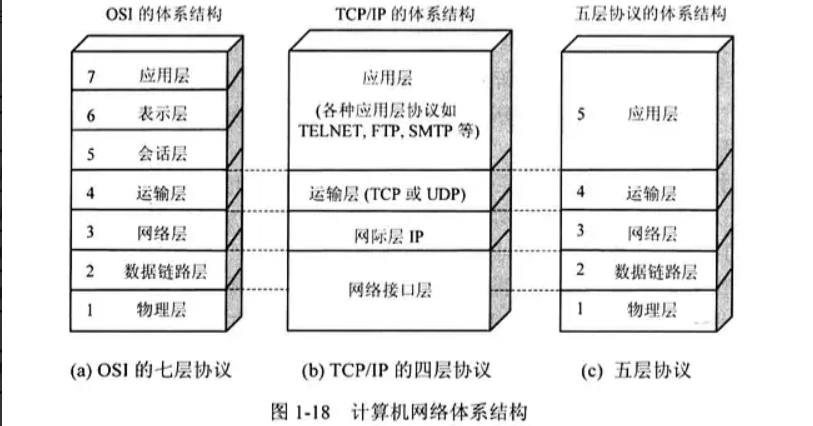 OSI 的体系结构
TCP/IP 的体系结构
五层协议的体系结构
7 应用层
6 表示层
5 会话层
4 运输层
3 网络层
2 数据链路层
1 物理层
应用层
(各种应用层协议如
TELNET, FTP, SMTP 等)
运输层 (TCP 或 UDP)
网际层 IP
网络接口层
5 应用层
4 运输层
3 网络层
2 数据链路层
1 物理层
(a) OSI 的七层协议
(b) TCP/IP 的四层协议
(c) 五层协议
图 1-18 计算机网络体系结构